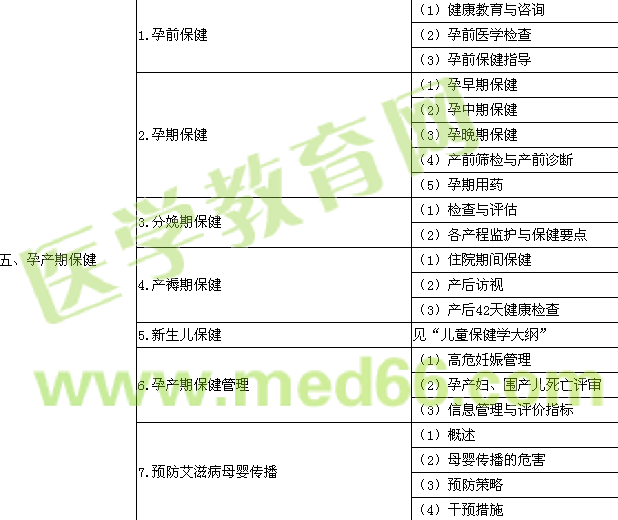 1.孕前保健
（1）健康教育与咨询
（2）孕前医学检查
（3）孕前保健指导
2.孕期保健
（1）孕早期保健
（2）孕中期保健
（3）孕晚期保健
（4）产前筛检与产前诊断
（5）孕期用药
3.分娩期保健
（1）检查与评估
（2）各产程监护与保健要点
五、孕产期保健
4.产褥期保健
（1）住院期间保健
（2）产后访视
（3）产后42天健康检查
5.新生儿保健
见“儿童保健学大纲”
6.孕产期保健管理
（1）高危妊娠管理
（2）孕产妇、围产儿死亡评审
（3）信息管理与评价指标
7.预防艾滋病母婴传播
（1）概述
（2）母婴传播的危害
（3）预防策略
（4）干预措施
医学教育网
www.med66.com